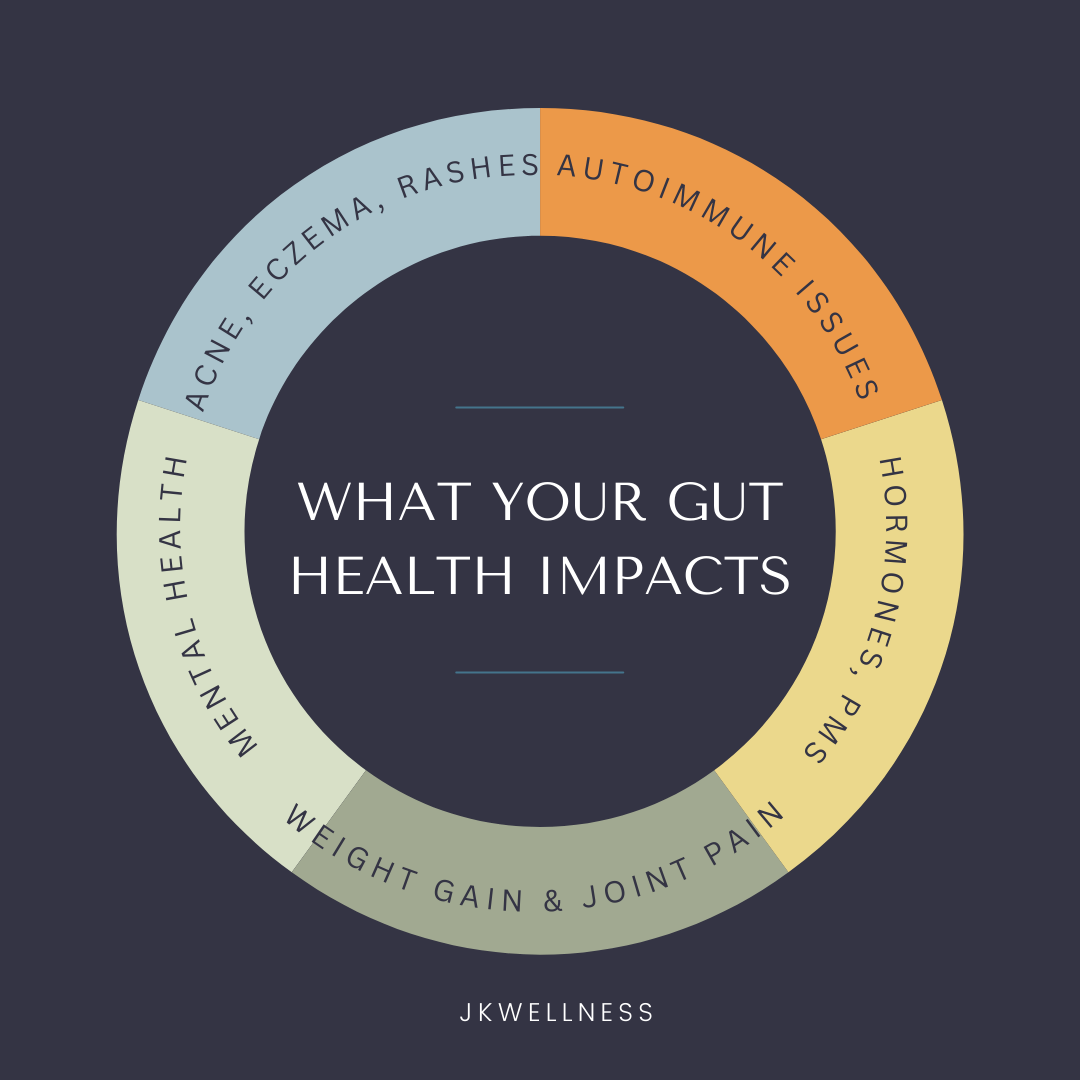 ACNE, ECZEMA, RASHES
AUTOIMMUNE ISSUES
HORMONES, PMS
WEIGHT GAIN & JOINT PAIN
MENTAL HEALTH
WHAT YOUR GUT
HEALTH IMPACTS
JKWELLNESS